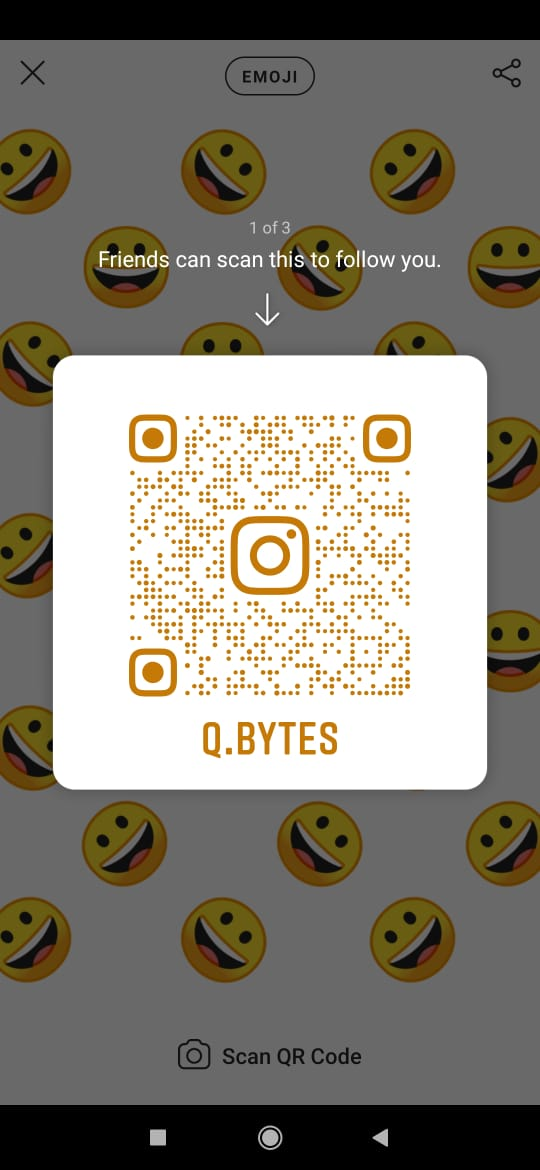 EMOJI
1 of 3
Friends can scan this to follow you.
Q.BYTES
Scan QR Code